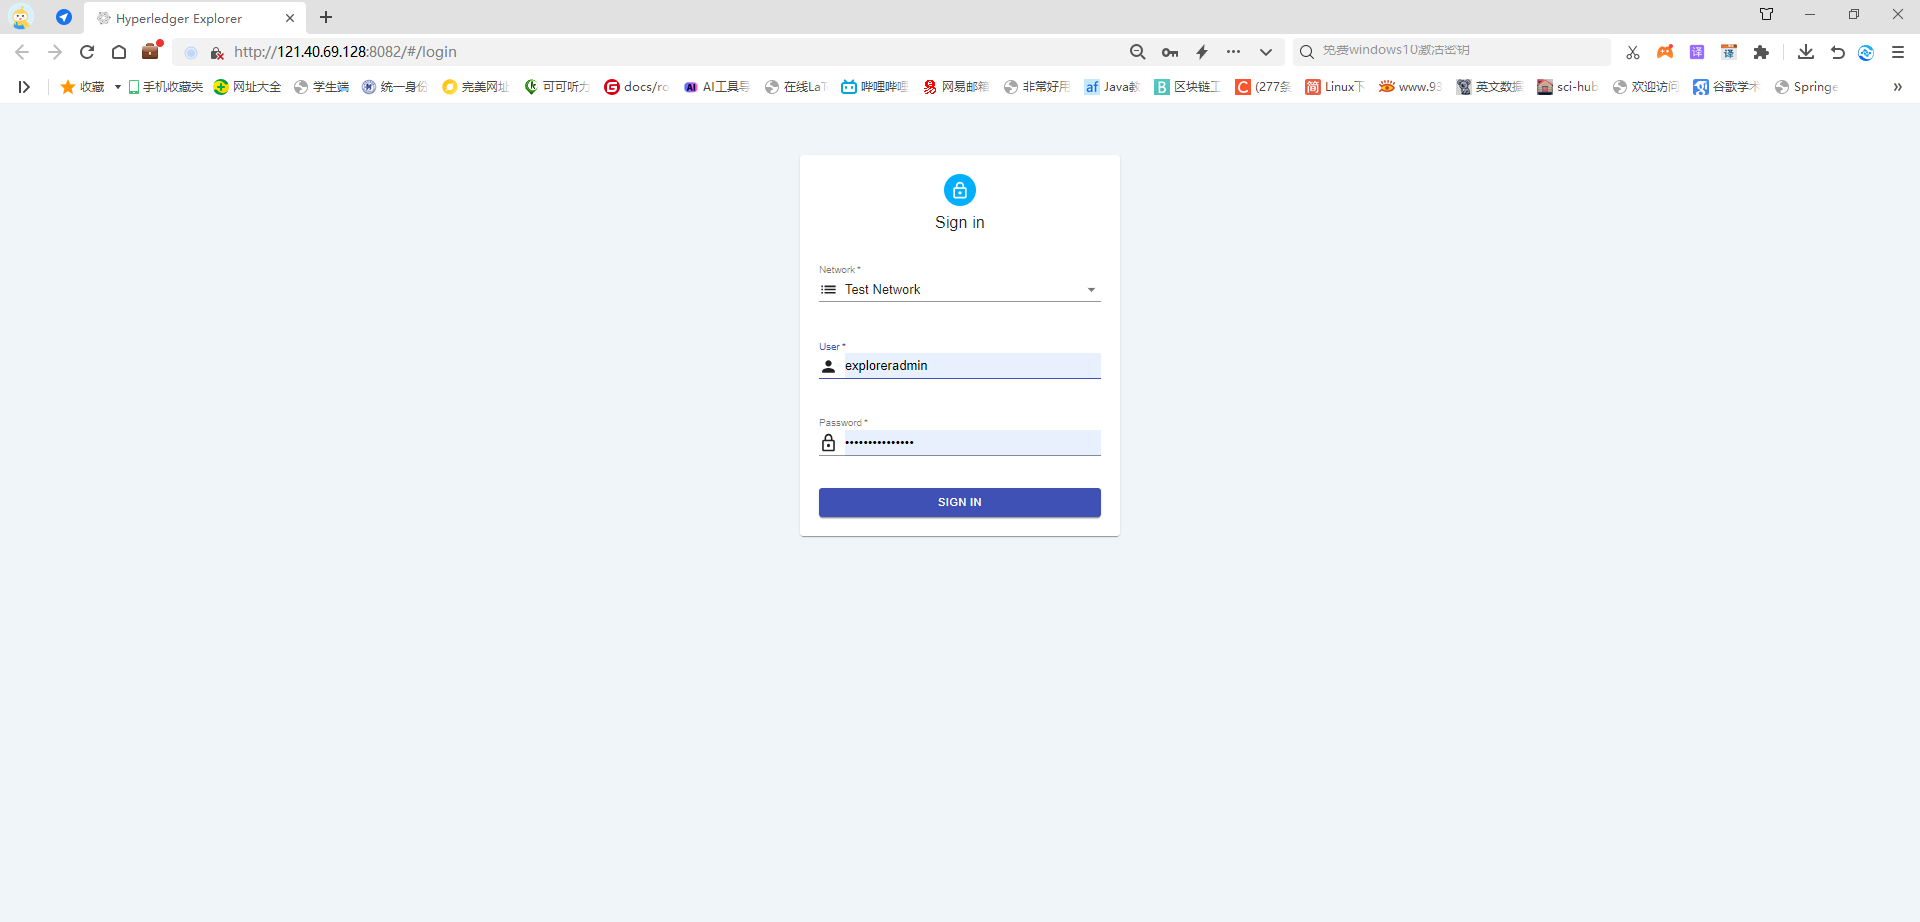 Hyperledger Explorer
http://121.40.69.128:8082/#/login
免费windows10激活密钥
收藏 手机收藏夹 网址大全 学生端 统一身份 完美网址 可可听力 docs/ro AI工具导 在线LaT 哔哩哔哩 网易邮箱 非常好用 Java教 区块链工 (277条 Linux下 www.93 英文数据 sci-hub 欢迎访问 谷歌学术 Springe
Sign in
Network *
Test Network
User *
exploreradmin
Password *
•••••••••••••••
SIGN IN